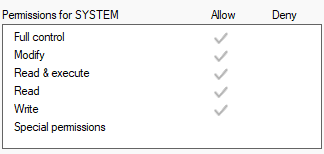 Permissions for SYSTEM Allow Deny
Full control
Modify
Read & execute
Read
Write
Special permissions